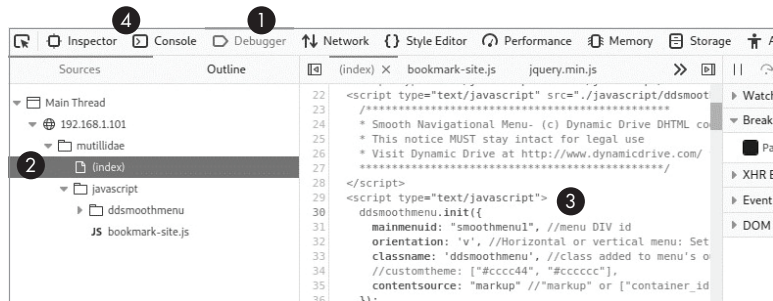 4 1
Inspector Console Debugger Network {} Style Editor Performance Memory Storage A
Sources Outline (index) × bookmark-site.js jquery.min.js
22 <script type="text/javascript" src="./javascript/ddsmoot
23 /***********************************************
24 * Smooth Navigational Menu- (c) Dynamic Drive DHTML co
25 * This notice MUST stay intact for legal use
26 * Visit Dynamic Drive at http://www.dynamicdrive.com/
27 ***********************************************/
28 </script>
29 <script type="text/javascript"> 3
30 ddsmoothmenu.init({
31 mainmenuid: "smoothmenu1", //menu DIV id
32 orientation: 'v', //Horizontal or vertical menu: Set
33 classname: 'ddsmoothmenu', //class added to menu's o
34 //customtheme: ["#cccc44", "#cccccc"],
35 contentsource: "markup" //"markup" or ["container_id
36 });
Main Thread
192.168.1.101
mutillidae
2 (index)
javascript
ddsmoothmenu
JS bookmark-site.js
Watch
Break
Pa
XHR B
Event
DOM